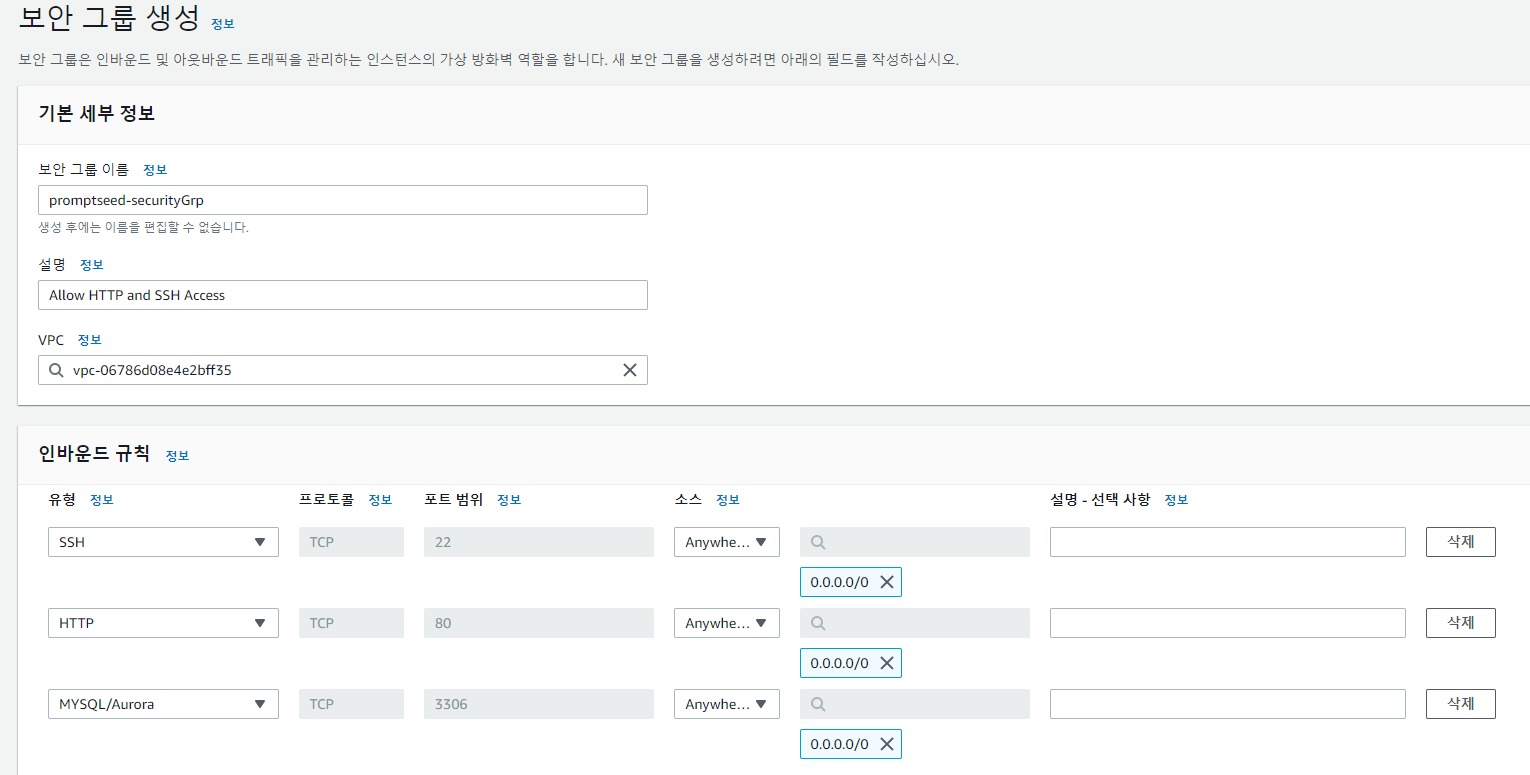 보안 그룹 생성 정보
보안 그룹은 인바운드 및 아웃바운드 트래픽을 관리하는 인스턴스의 가상 방화벽 역할을 합니다. 새 보안 그룹을 생성하려면 아래의 필드를 작성하십시오.
기본 세부 정보
보안 그룹 이름 정보
promptseed-securityGrp
생성 후에는 이름을 편집할 수 없습니다.
설명 정보
Allow HTTP and SSH Access
VPC 정보
vpc-06786d08e4e2bff35
인바운드 규칙 정보
유형 정보 프로토콜 정보 포트 범위 정보 소스 정보 설명 - 선택 사항 정보
SSH TCP 22 Anywhe... 삭제
0.0.0.0/0
HTTP TCP 80 Anywhe... 삭제
0.0.0.0/0
MYSQL/Aurora TCP 3306 Anywhe... 삭제
0.0.0.0/0